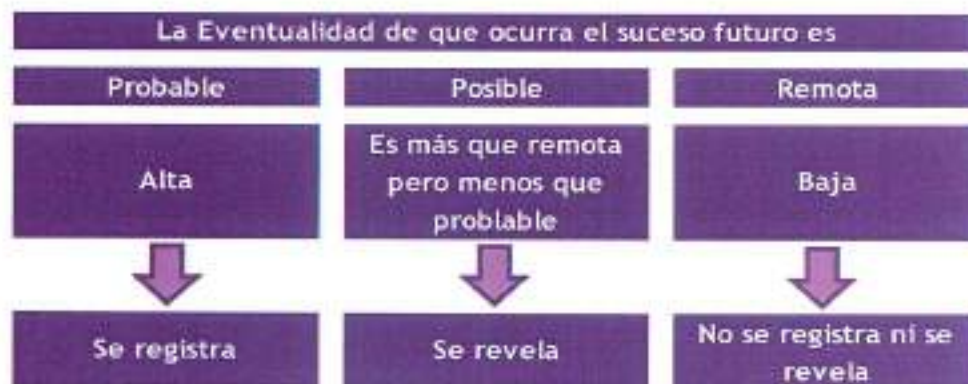 La Eventualidad de que ocurra el suceso futuro es
Probable
Posible
Remota
Alta
Es más que remota
pero menos que
problable
Baja
Se registra
Se revela
No se registra ni se
revela